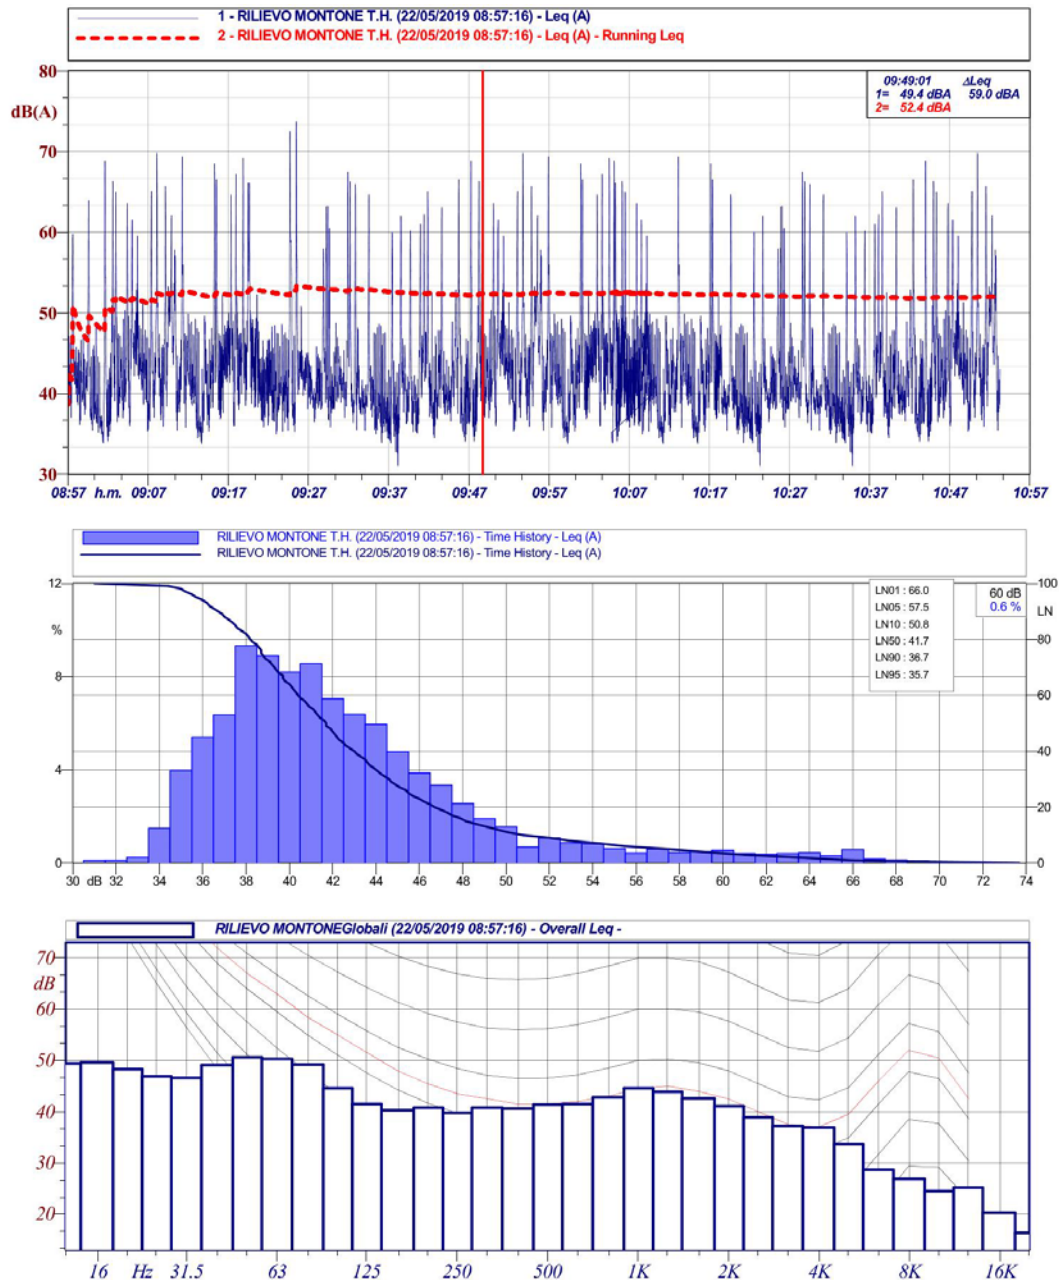 1 - RILIEVO MONTONE T.H. (22/05/2019 08:57:16) - Leq (A)
2 - RILIEVO MONTONE T.H. (22/05/2019 08:57:16) - Leq (A) - Running Leq
80
dB(A)
70
60
50
40
30
09:49:01 ΔLeq
1= 49.4 dBA 59.0 dBA
2= 52.4 dBA
08:57 h.m. 09:07 09:17 09:27 09:37 09:47 09:57 10:07 10:17 10:27 10:37 10:47 10:57
RILIEVO MONTONE T.H. (22/05/2019 08:57:16) - Time History - Leq (A)
RILIEVO MONTONE T.H. (22/05/2019 08:57:16) - Time History - Leq (A)
12
%
8
4
0
LN01 : 66.0
LN05 : 57.5
LN10 : 50.8
LN50 : 41.7
LN90 : 36.7
LN95 : 35.7
60 dB
0.6 %
100
LN
80
60
40
20
0
30 dB 32 34 36 38 40 42 44 46 48 50 52 54 56 58 60 62 64 66 68 70 72 74
RILIEVO MONTONEGlobali (22/05/2019 08:57:16) - Overall Leq -
70
dB
60
50
40
30
20
16 Hz 31.5 63 125 250 500 1K 2K 4K 8K 16K